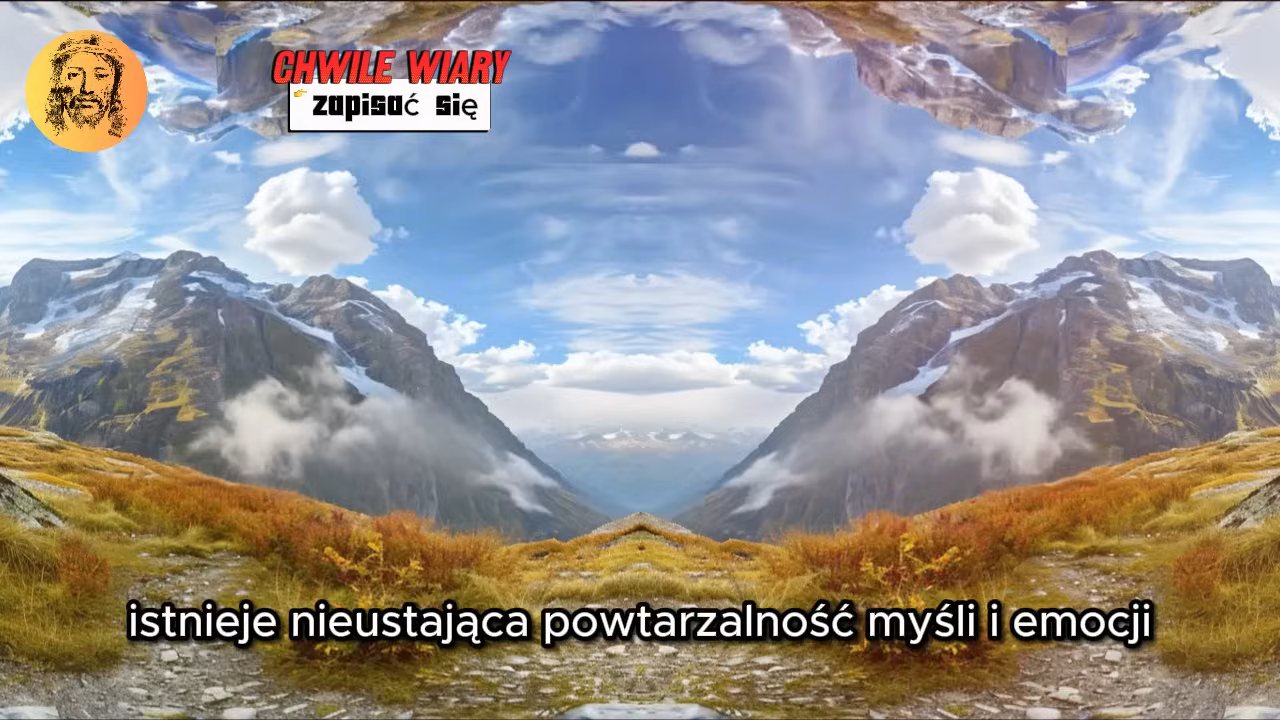 CHWILE WIARY
zapisać się
istnieje nieustająca powtarzalność myśli i emocji